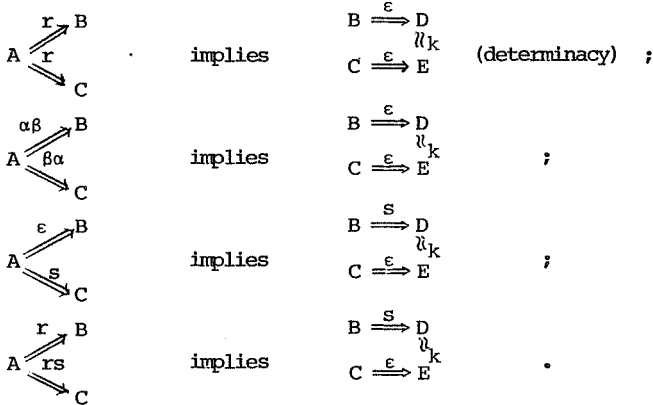 r B B ε⇒ D
A r implies ≈k (determinacy) ;
C C ε⇒ E
αβ B B ε⇒ D
A βα implies ≈k ;
C C ε⇒ E
ε B B s⇒ D
A s implies ≈k ;
C C ε⇒ E
r B B s⇒ D
A rs implies ≈k .
C C ε⇒ E